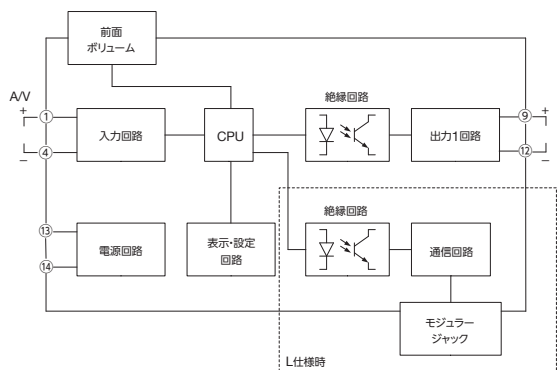 前面
ボリューム
A/V
+
①
④
−
入力回路
CPU
絶縁回路
出力1回路
⑨
+
⑫
−
⑬
⑭
電源回路
表示・設定
回路
絶縁回路
通信回路
モジュラー
ジャック
L仕様時